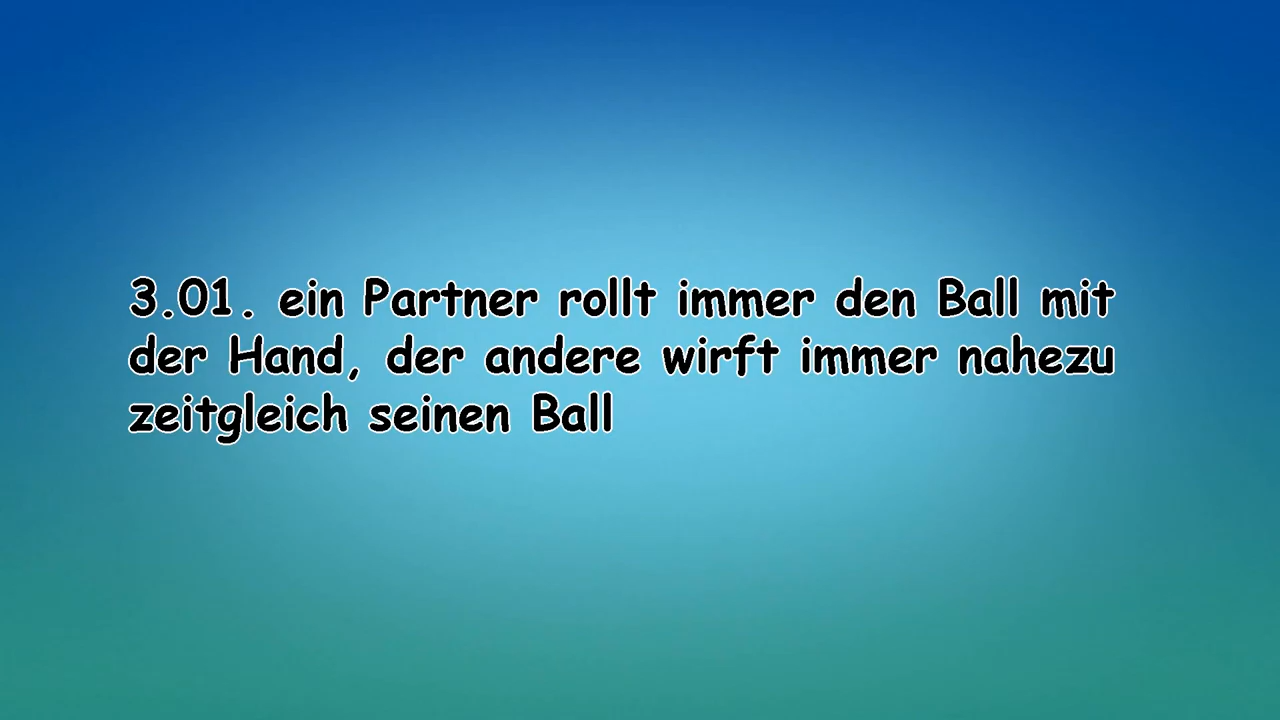 3.01. ein Partner rollt immer den Ball mit
der Hand, der andere wirft immer nahezu
zeitgleich seinen Ball